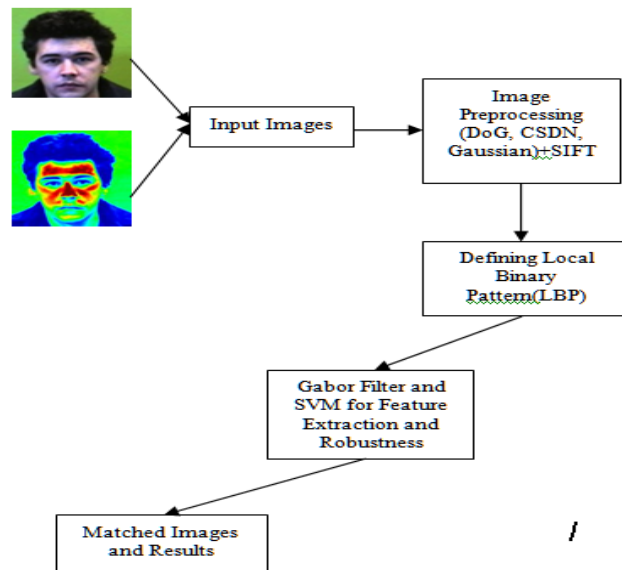 Input Images
Image
Preprocessing
(DoG, CSDN,
Gaussian)+SIFT
Defining Local
Binary
Pattern(LBP)
Gabor Filter and
SVM for Feature
Extraction and
Robustness
Matched Images
and Results
/